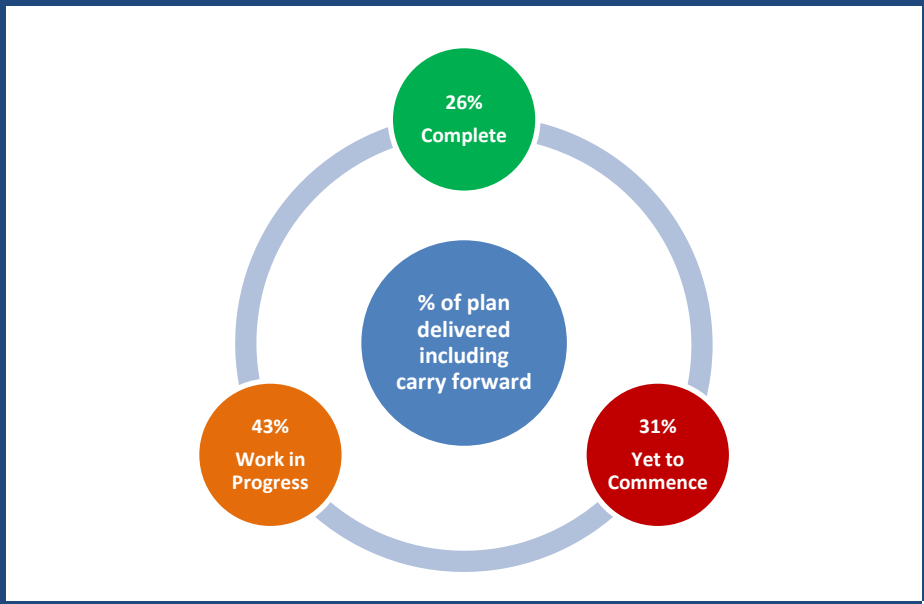 26%
Complete
% of plan
delivered
including
carry forward
43%
Work in
Progress
31%
Yet to
Commence